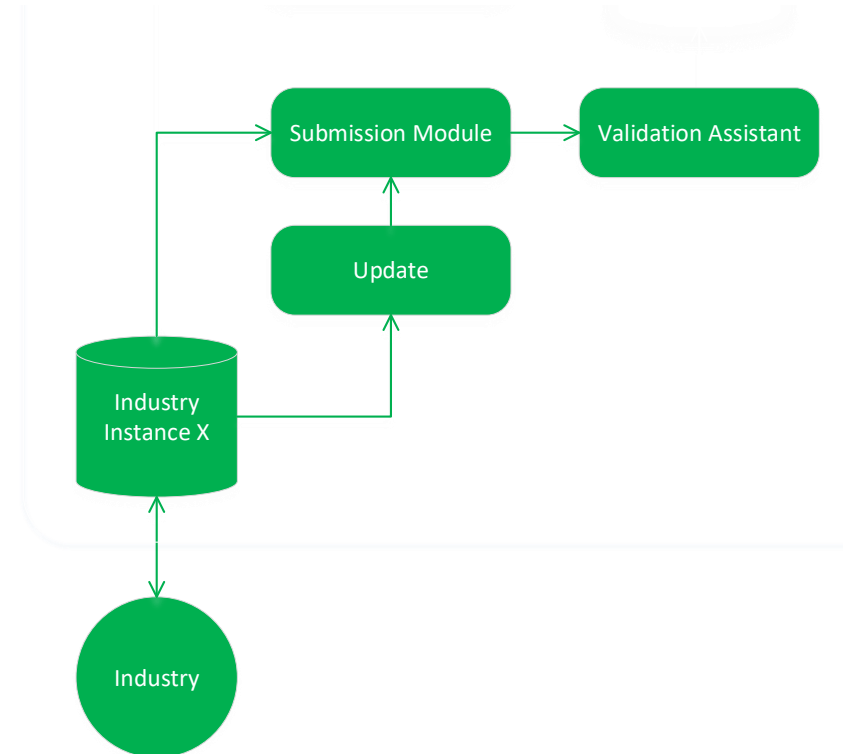 Submission Module
Validation Assistant
Update
Industry
Instance X
Industry